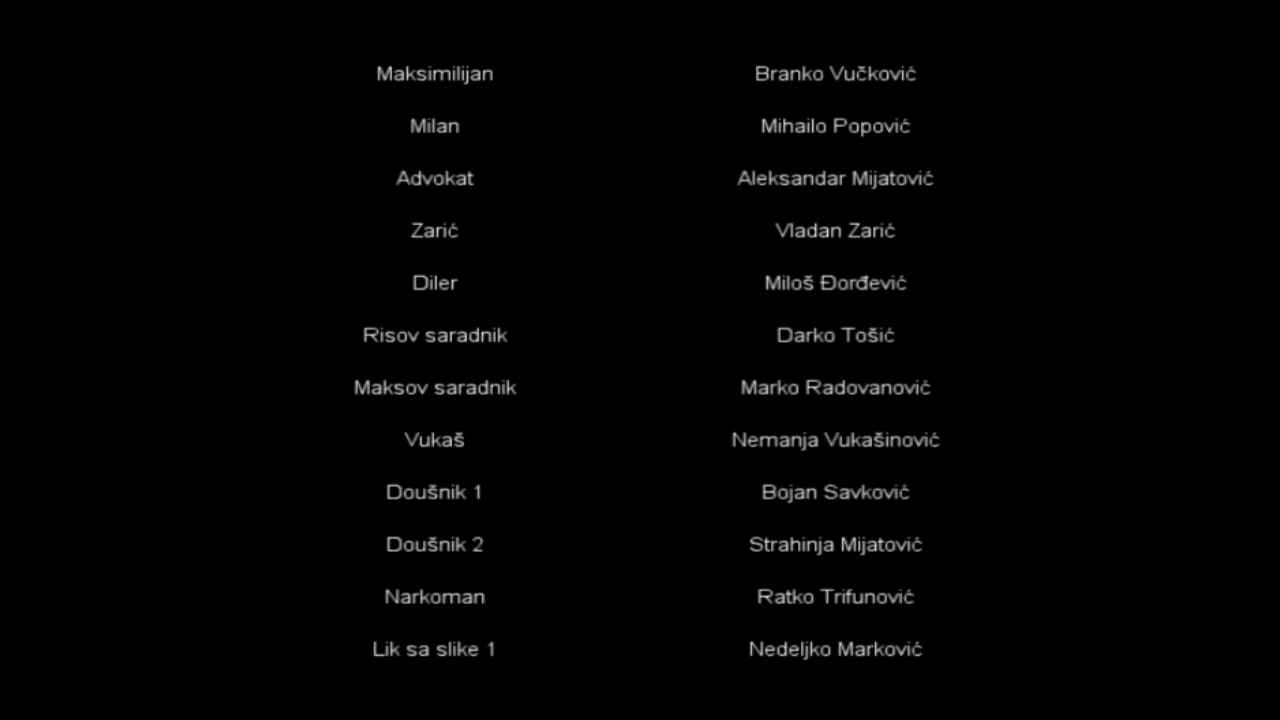 Maksimilijan Branko Vučković
Milan Mihailo Popović
Advokat Aleksandar Mijatović
Zarić Vladan Zarić
Diler Miloš Đorđević
Risov saradnik Darko Tošić
Maksov saradnik Marko Radovanović
Vukaš Nemanja Vukašinović
Doušnik 1 Bojan Savković
Doušnik 2 Strahinja Mijatović
Narkoman Ratko Trifunović
Lik sa slike 1 Nedeljko Marković